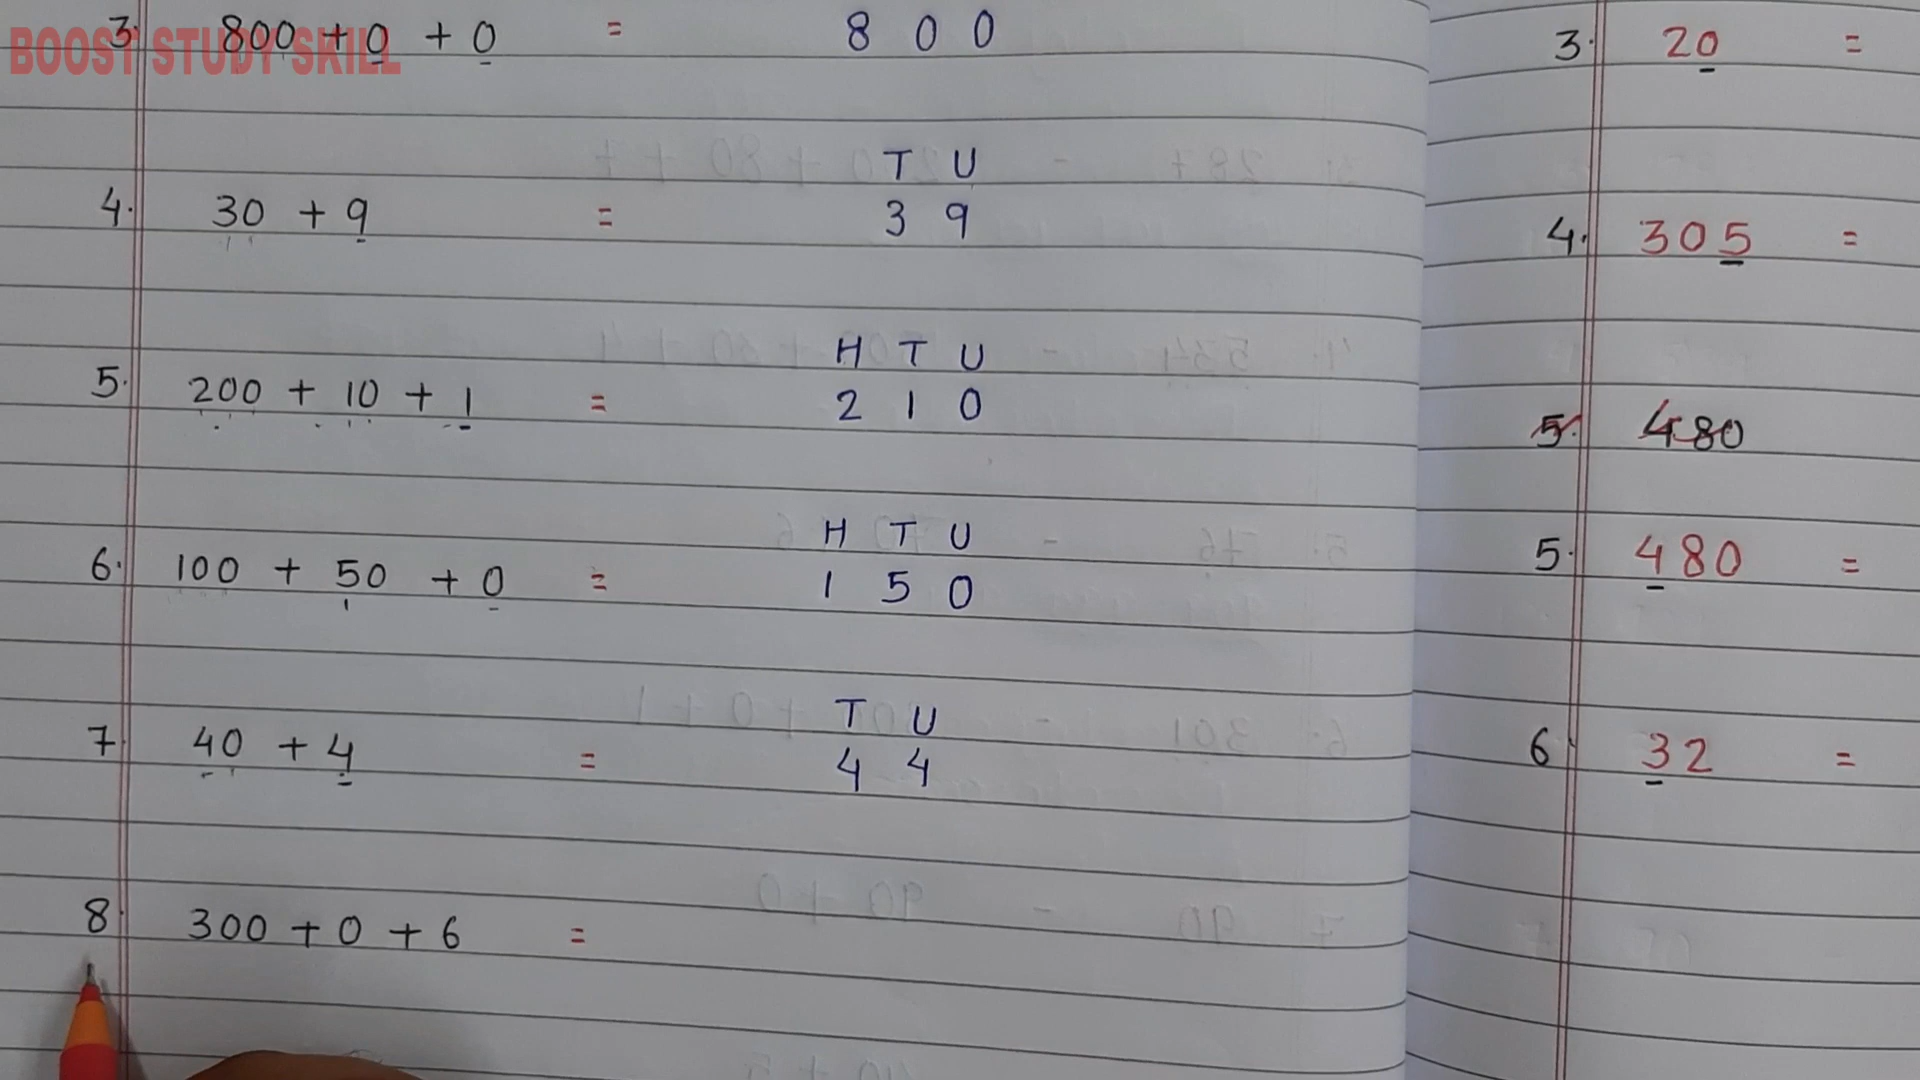 BOOST STUDY SKILL
3. 800 + 0 + 0 = 8 0 0
T U
4. 30 + 9 = 3 9
H T U
5. 200 + 10 + 1 = 2 1 0
H T U
6. 100 + 50 + 0 = 1 5 0
T U
7. 40 + 4 = 4 4
8. 300 + 0 + 6 =
3. 20 =
4. 305 =
5. 480
5. 480 =
6. 32 =